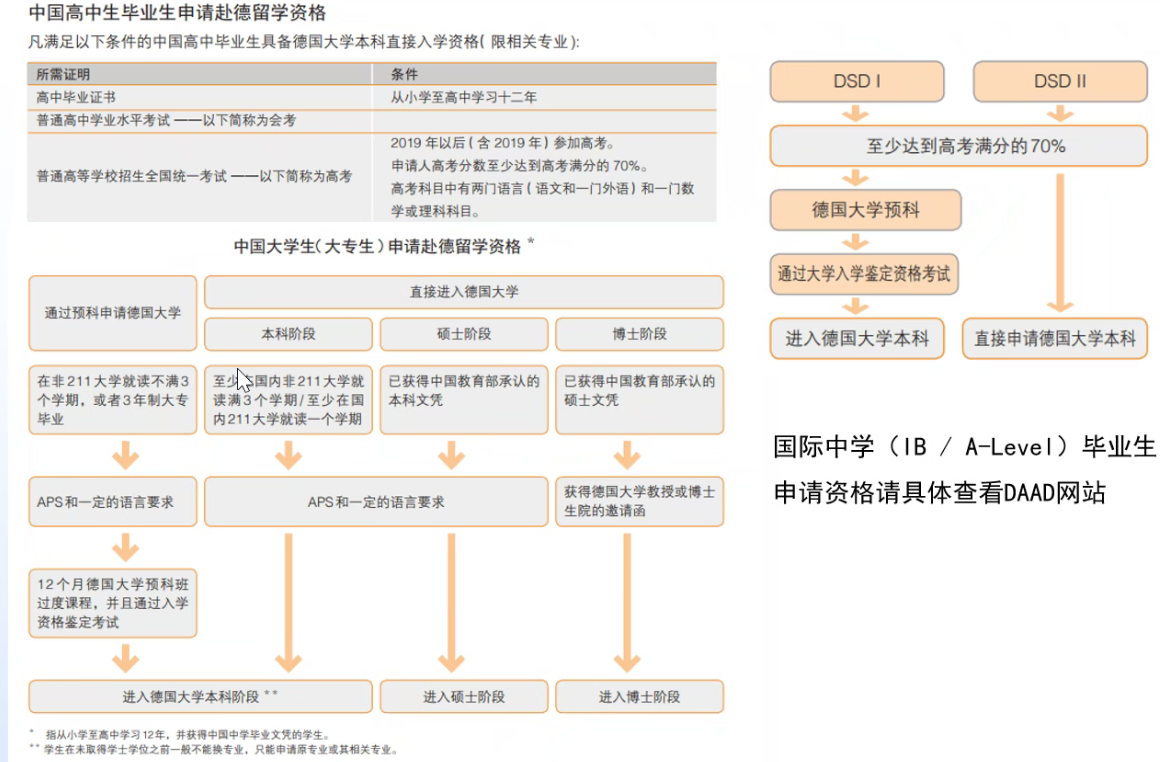 中国高中生毕业生申请赴德留学资格
凡满足以下条件的中国高中毕业生具备德国大学本科直接入学资格( 限相关专业):
所需证明 条件
高中毕业证书 从小学至高中学习十二年
普通高中学业水平考试 ——以下简称为会考
普通高等学校招生全国统一考试 ——以下简称为高考
2019 年以后( 含 2019 年) 参加高考。
申请人高考分数至少达到高考满分的 70%。
高考科目中有两门语言( 语文和一门外语) 和一门数
学或理科科目。
中国大学生(大专生)申请赴德留学资格 *
通过预科申请德国大学
直接进入德国大学
本科阶段 硕士阶段 博士阶段
在非211大学就读不满3
个学期，或者3年制大专
毕业
至少在国内非211大学就
读满3个学期/至少在国
内211大学就读一个学期
已获得中国教育部承认的
本科文凭
已获得中国教育部承认的
硕士文凭
APS和一定的语言要求
APS和一定的语言要求
获得德国大学教授或博士
生院的邀请函
12个月德国大学预科班
过度课程，并且通过入学
资格鉴定考试
进入德国大学本科阶段 ** 进入硕士阶段 进入博士阶段
* 指从小学至高中学习12年，并获得中国中学毕业文凭的学生。
** 学生在未取得学士学位之前一般不能换专业，只能申请原专业或其相关专业。
DSD I DSD II
至少达到高考满分的70%
德国大学预科
通过大学入学鉴定资格考试
进入德国大学本科 直接申请德国大学本科
国际中学（IB / A-Level）毕业生
申请资格请具体查看DAAD网站